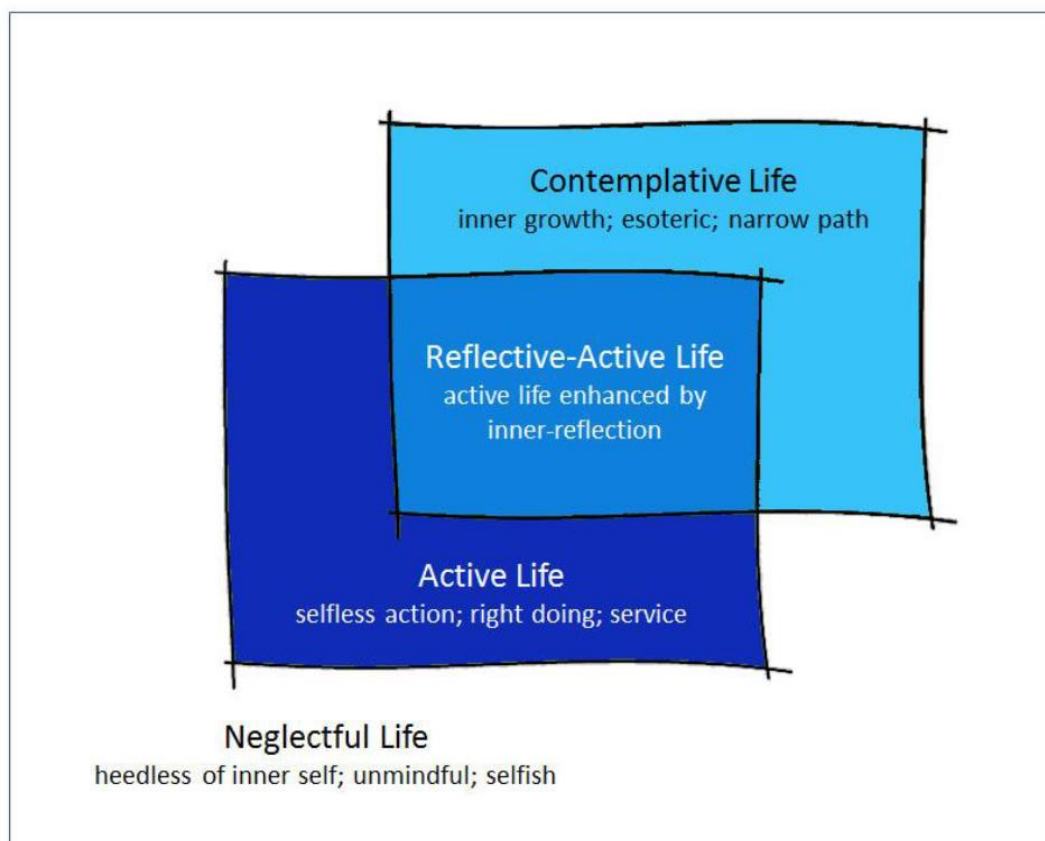 Contemplative Life
inner growth; esoteric; narrow path
Reflective-Active Life
active life enhanced by
inner-reflection
Active Life
selfless action; right doing; service
Neglectful Life
heedless of inner self; unmindful; selfish